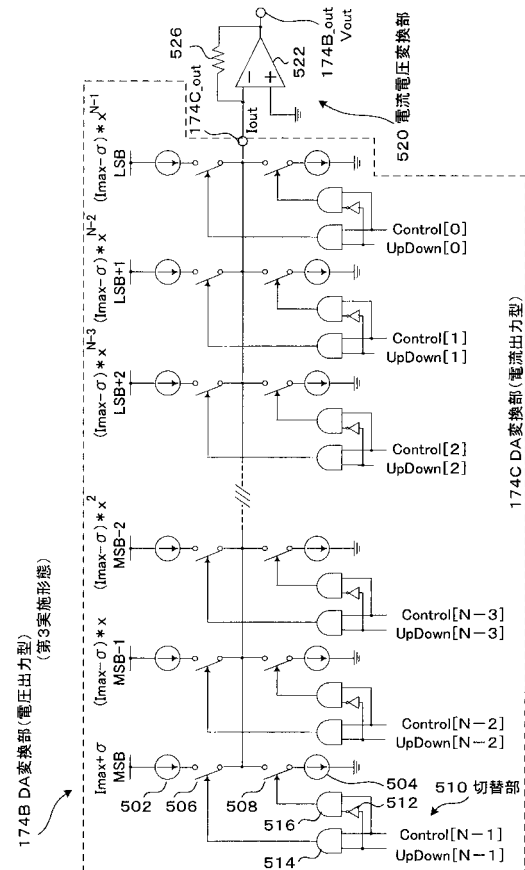 174B DA変換部(電圧出力型)
(第3実施形態)
Imax+σ
MSB
(Imax-σ)*x
MSB-1
(Imax-σ)*x²
MSB-2
(Imax-σ)*x^N-3
LSB+2
(Imax-σ)*x^N-2
LSB+1
(Imax-σ)*x^N-1
LSB
502
506
508
504
516
512
514
510 切替部
Control[N-1]
UpDown[N-1]
Control[N-2]
UpDown[N-2]
Control[N-3]
UpDown[N-3]
Control[2]
UpDown[2]
Control[1]
UpDown[1]
Control[0]
UpDown[0]
174C_out
Iout
526
522
174B_out
Vout
520 電流電圧変換部
174C DA変換部(電流出力型)